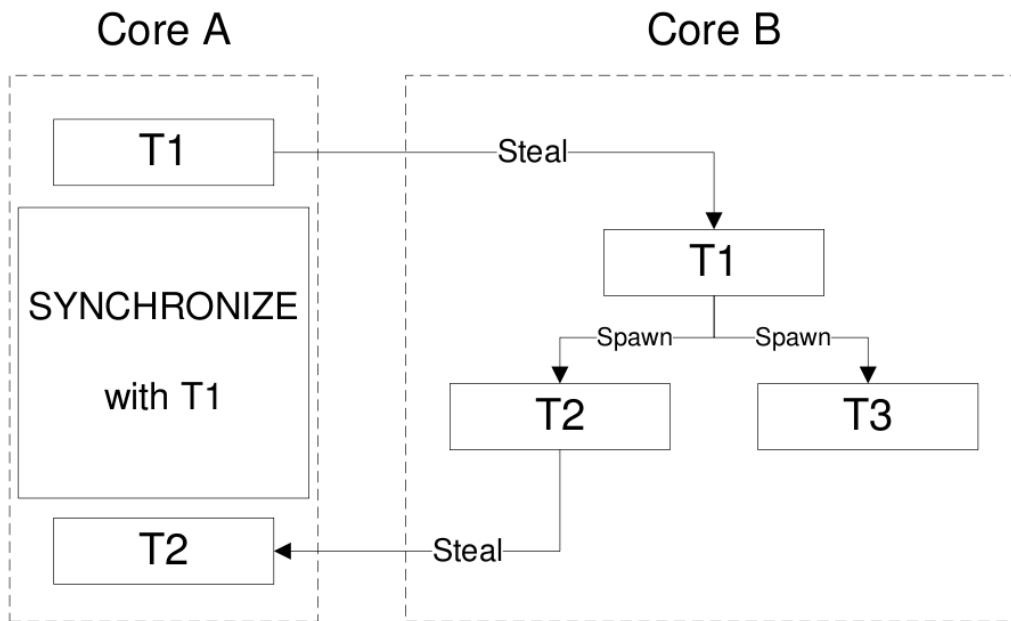 Core A
Core B
T1
Steal
T1
SYNCHRONIZE
with T1
Spawn
Spawn
T2
T3
T2
Steal